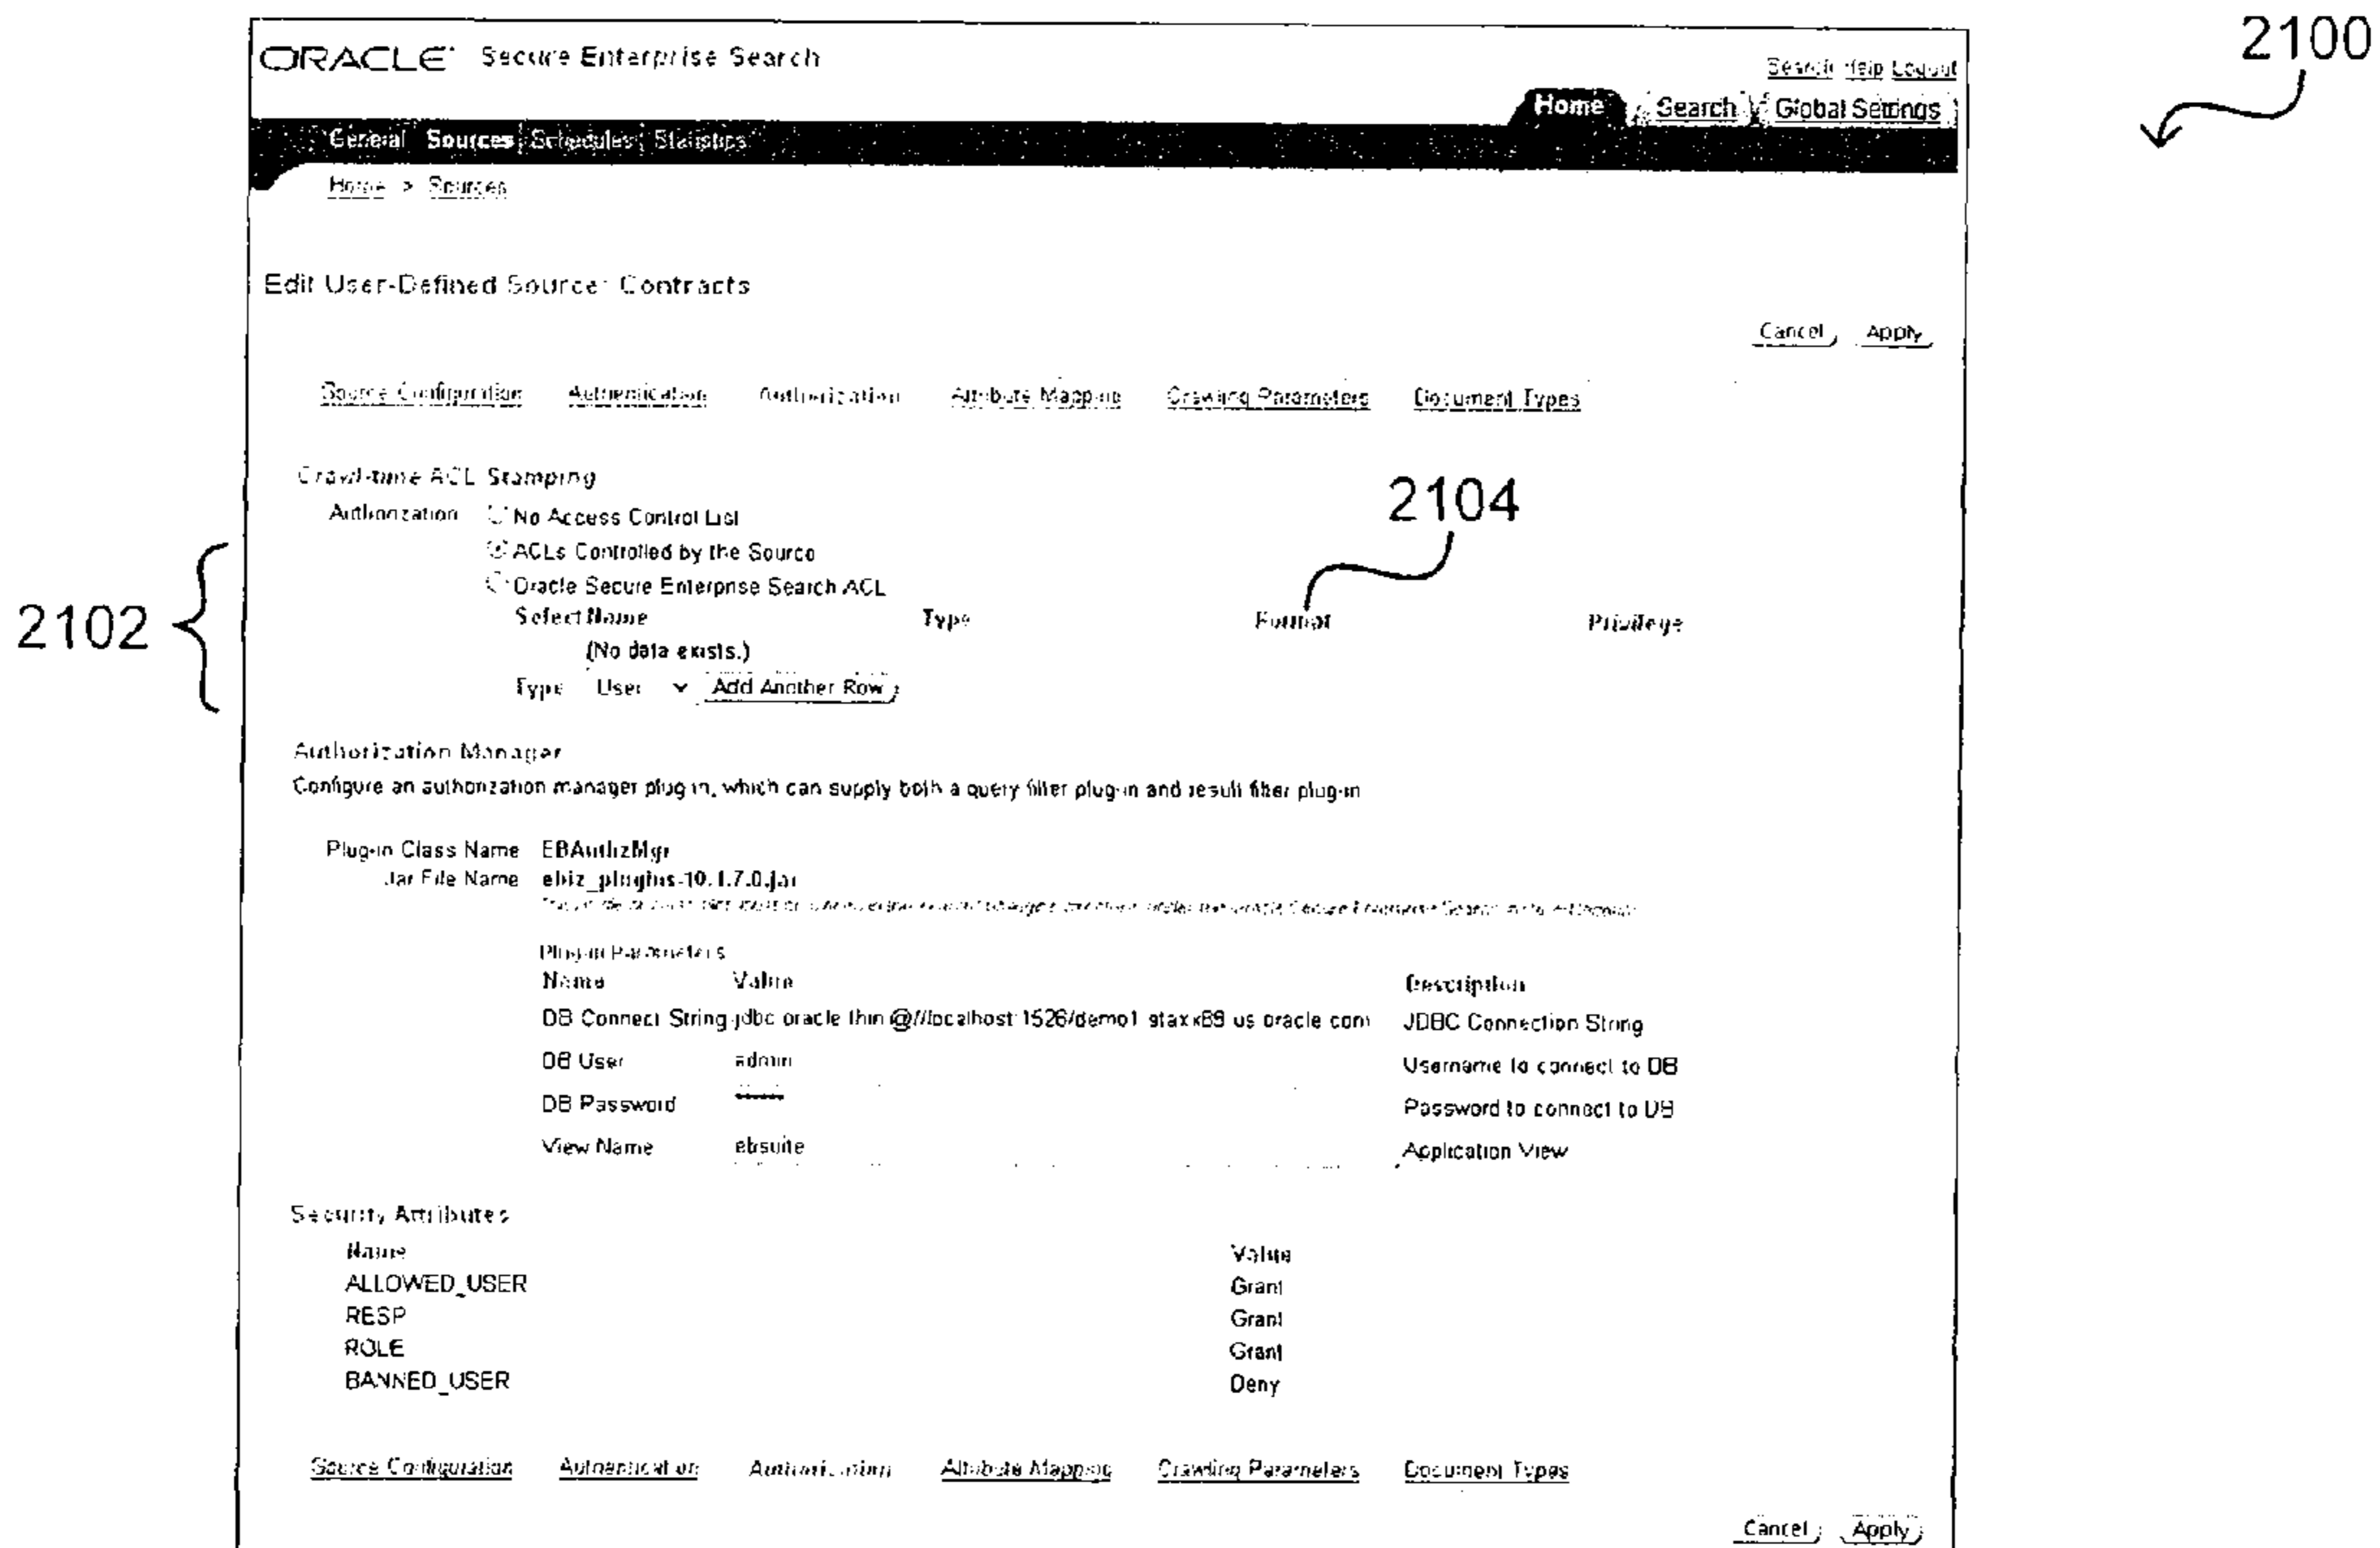 2100
ORACLE Secure Enterprise Search
Search Help Logout
Home Search Global Settings
General Sources Schedules Statistics
Home > Sources
Edit User-Defined Source: Contracts
Cancel Apply
Source Configuration Authentication Authorization Attribute Mapping Crawling Parameters Document Types
Crawl-time ACL Stamping
2104
Authorization No Access Control List
ACLs Controlled by the Source
Oracle Secure Enterprise Search ACL
2102
Select Name Type Format Privilege
(No data exists.)
Type User Add Another Row
Authorization Manager
Configure an authorization manager plug-in, which can supply both a query filter plug-in and result filter plug-in
Plug-in Class Name EBAuthzMgr
Jar File Name ebiz_plugins-10.1.7.0.jar
Plug-in Parameters
Name Value Description
DB Connect String jdbc oracle thin @//localhost:1526/demo1 us oracle com JDBC Connection String
DB User admin Username to connect to DB
DB Password Password to connect to DB
View Name ebsuite Application View
Security Attributes
Name Value
ALLOWED_USER Grant
RESP Grant
ROLE Grant
BANNED_USER Deny
Source Configuration Authentication Authorization Attribute Mapping Crawling Parameters Document Types
Cancel Apply